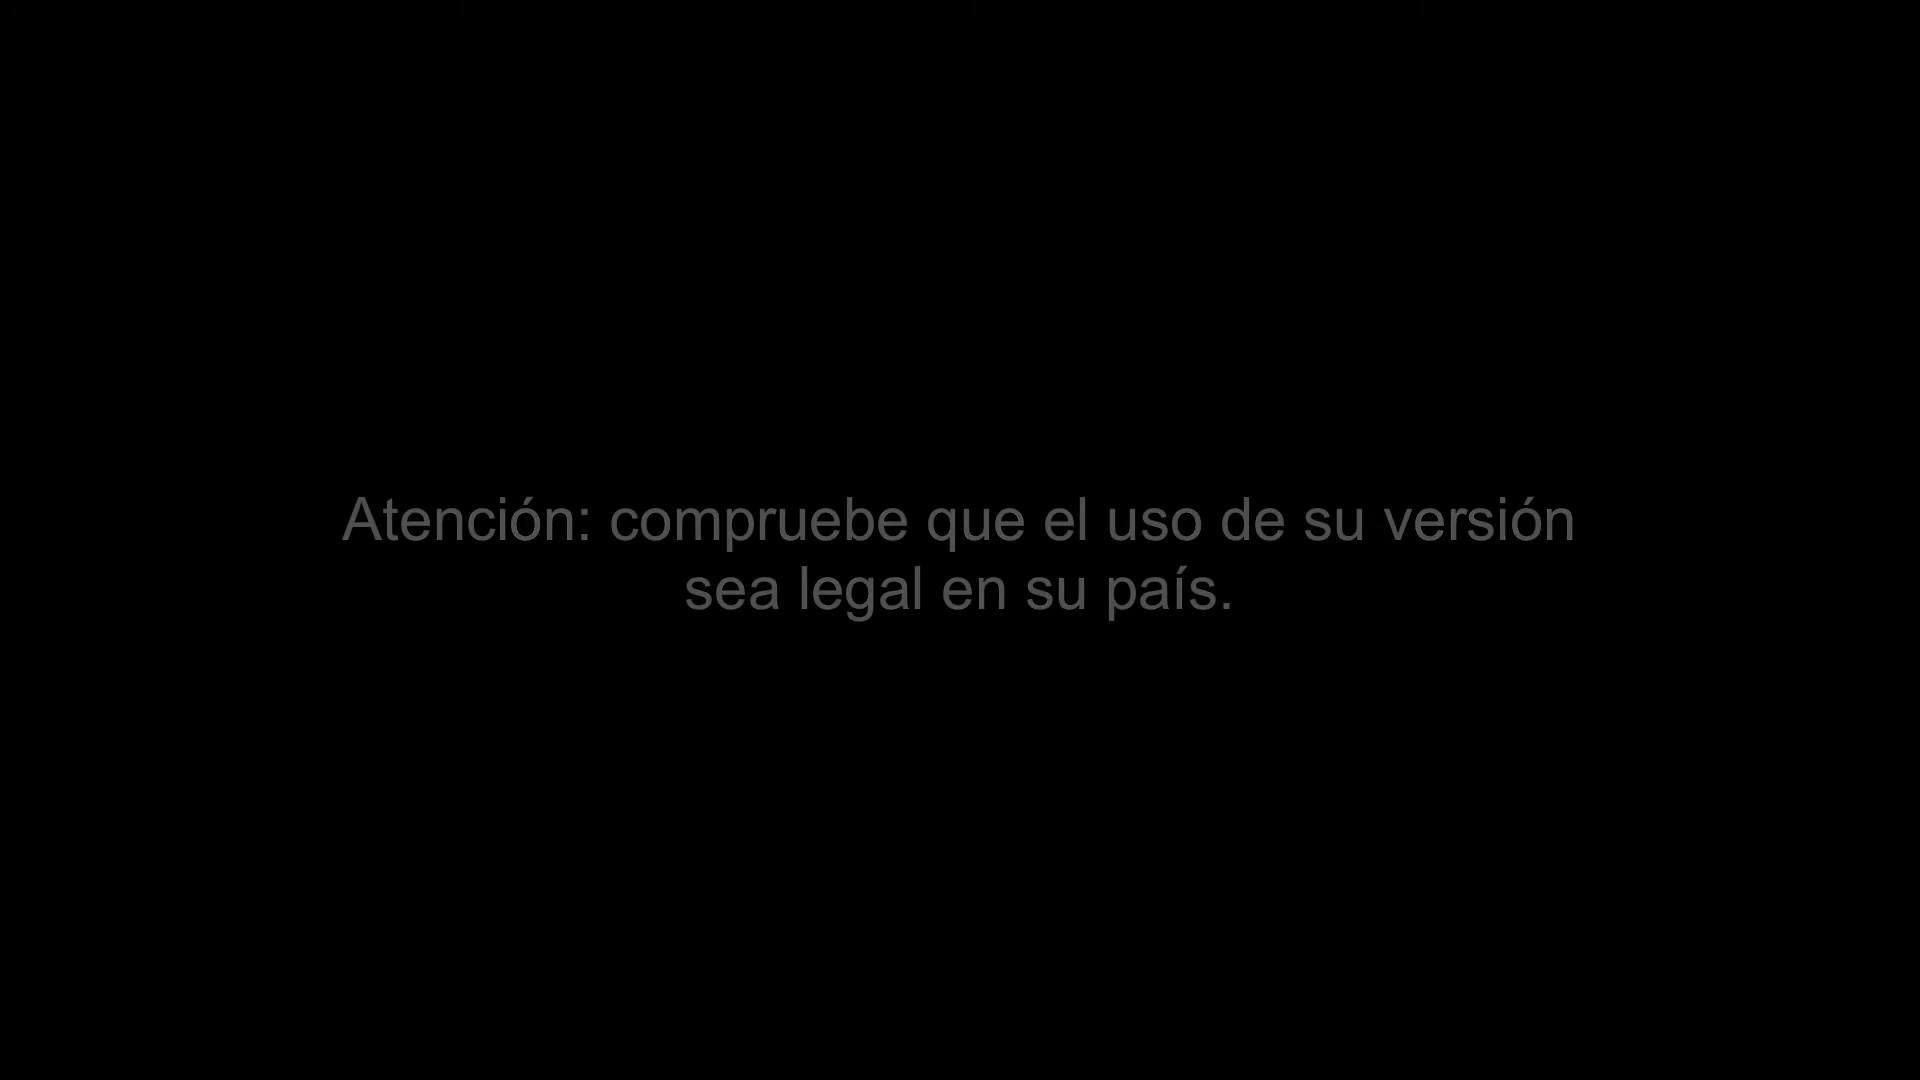 Atención: compruebe que el uso de su versión
sea legal en su país.